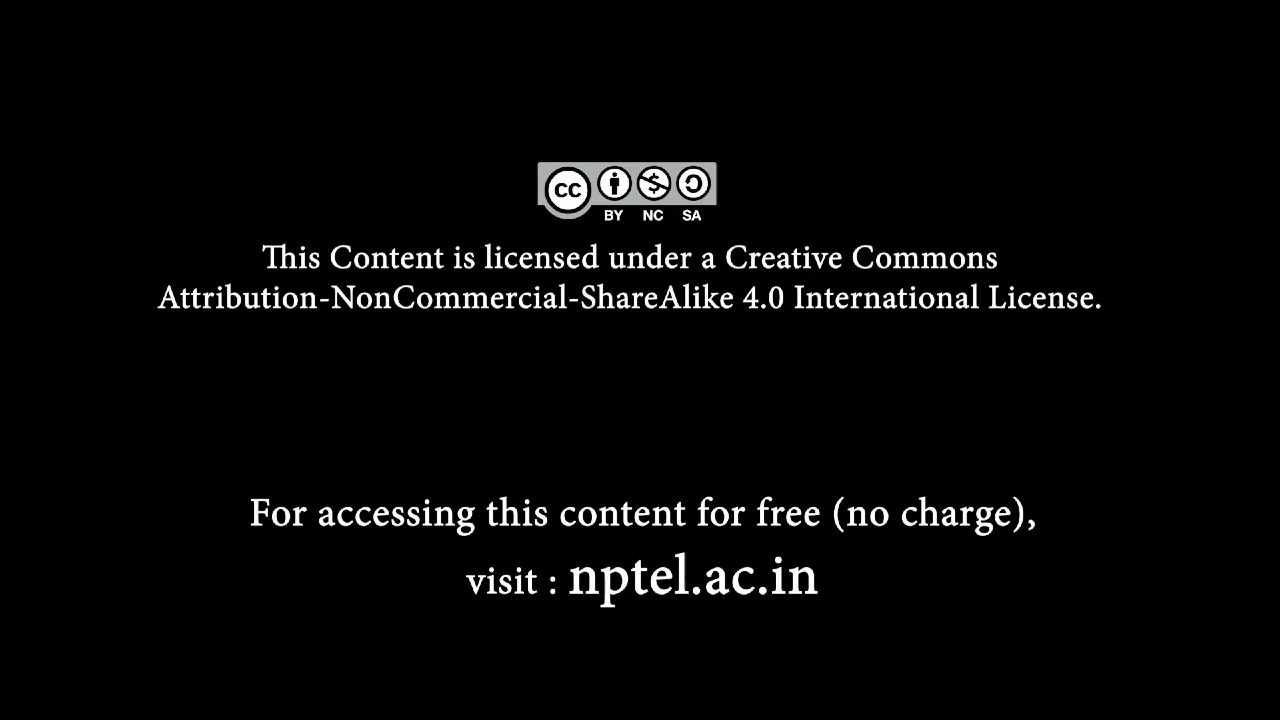 cc
BY NC SA
This Content is licensed under a Creative Commons
Attribution-NonCommercial-ShareAlike 4.0 International License.
For accessing this content for free (no charge),
visit : nptel.ac.in